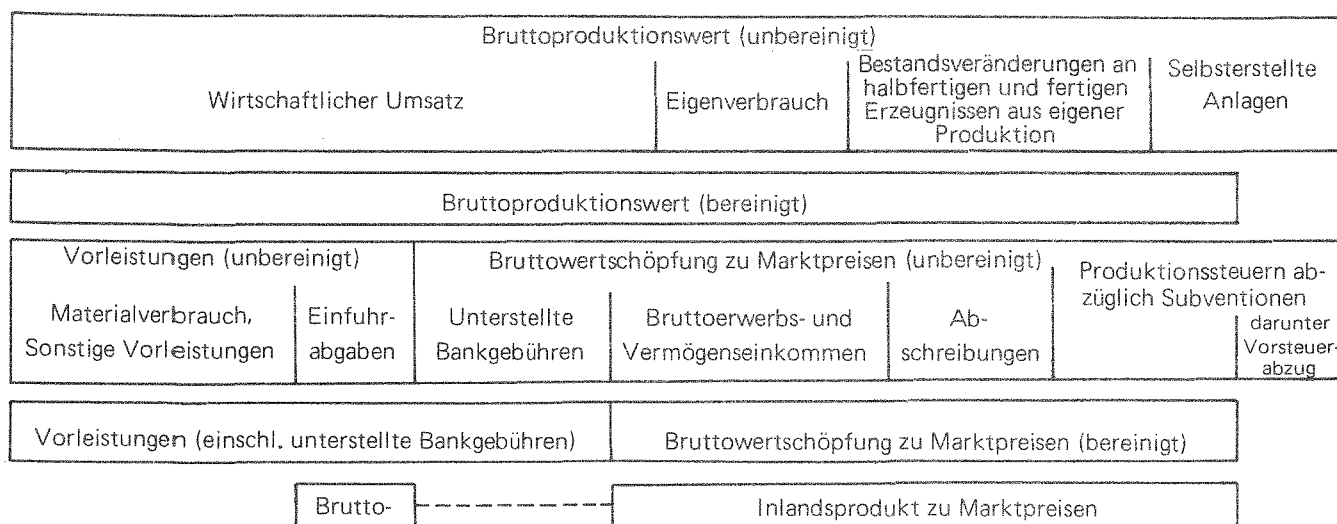 Bruttoproduktionswert (unbereinigt)
Wirtschaftlicher Umsatz
Eigenverbrauch
Bestandsveränderungen an
halbfertigen und fertigen
Erzeugnissen aus eigener
Produktion
Selbsterstellte
Anlagen
Bruttoproduktionswert (bereinigt)
Vorleistungen (unbereinigt)
Materialverbrauch,
Sonstige Vorleistungen
Einfuhr-
abgaben
Bruttowertschöpfung zu Marktpreisen (unbereinigt)
Unterstellte
Bankgebühren
Bruttoerwerbs- und
Vermögenseinkommen
Ab-
schreibungen
Produktionssteuern ab-
züglich Subventionen
darunter
Vorsteuer-
abzug
Vorleistungen (einschl. unterstellte Bankgebühren)
Bruttowertschöpfung zu Marktpreisen (bereinigt)
Brutto-
Inlandsprodukt zu Marktpreisen